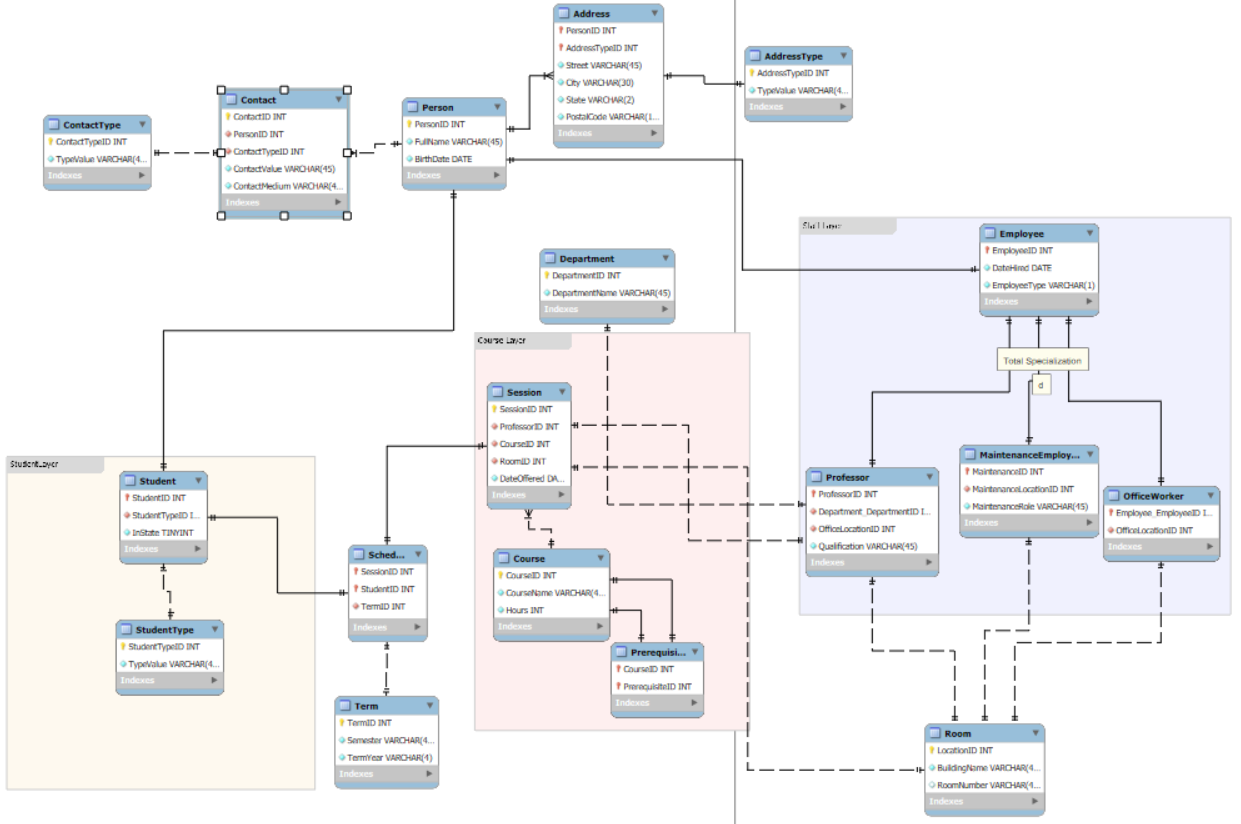 Address
PersonID INT
AddressTypeID INT
Street VARCHAR(45)
City VARCHAR(30)
State VARCHAR(2)
PostalCode VARCHAR(1...
Indexes
AddressType
AddressTypeID INT
TypeValue VARCHAR(4...
Indexes
ContactType
ContactTypeID INT
TypeValue VARCHAR(4...
Indexes
Contact
ContactID INT
PersonID INT
ContactTypeID INT
ContactValue VARCHAR(45)
ContactMedium VARCHAR(4...
Indexes
Person
PersonID INT
FullName VARCHAR(45)
BirthDate DATE
Indexes
Department
DepartmentID INT
DepartmentName VARCHAR(45)
Indexes
Staff Layer
Employee
EmployeeID INT
DateHired DATE
EmployeeType VARCHAR(1)
Indexes
Total Specialization
d
Course Layer
Session
SessionID INT
ProfessorID INT
CourseID INT
RoomID INT
DateOffered DA...
Indexes
StudentLayer
Student
StudentID INT
StudentTypeID I...
InState TINYINT
Indexes
StudentType
StudentTypeID INT
TypeValue VARCHAR(4...
Indexes
Sched...
SessionID INT
StudentID INT
TermID INT
Indexes
Term
TermID INT
Semester VARCHAR(4...
TermYear VARCHAR(4)
Indexes
Course
CourseID INT
CourseName VARCHAR(4...
Hours INT
Indexes
Prerequisi...
CourseID INT
PrerequisiteID INT
Indexes
Professor
ProfessorID INT
Department_DepartmentID I...
OfficeLocationID INT
Qualification VARCHAR(45)
Indexes
MaintenanceEmploy...
MaintenanceID INT
MaintenanceLocationID INT
MaintenanceRole VARCHAR(45)
Indexes
OfficeWorker
Employee_EmployeeID I...
OfficeLocationID INT
Indexes
Room
LocationID INT
BuildingName VARCHAR(4...
RoomNumber VARCHAR(4...
Indexes